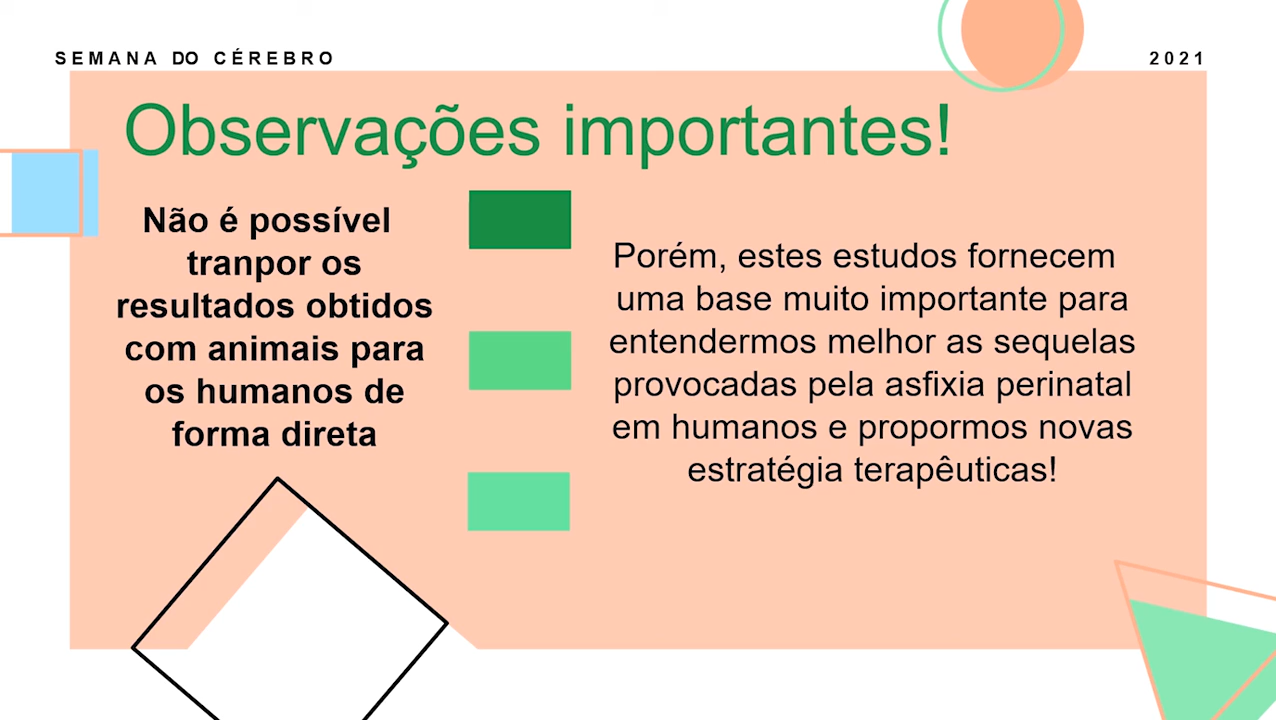 SEMANA DO CÉREBRO
2021
Observações importantes!
Não é possível
tranpor os
resultados obtidos
com animais para
os humanos de
forma direta
Porém, estes estudos fornecem
uma base muito importante para
entendermos melhor as sequelas
provocadas pela asfixia perinatal
em humanos e propormos novas
estratégia terapêuticas!